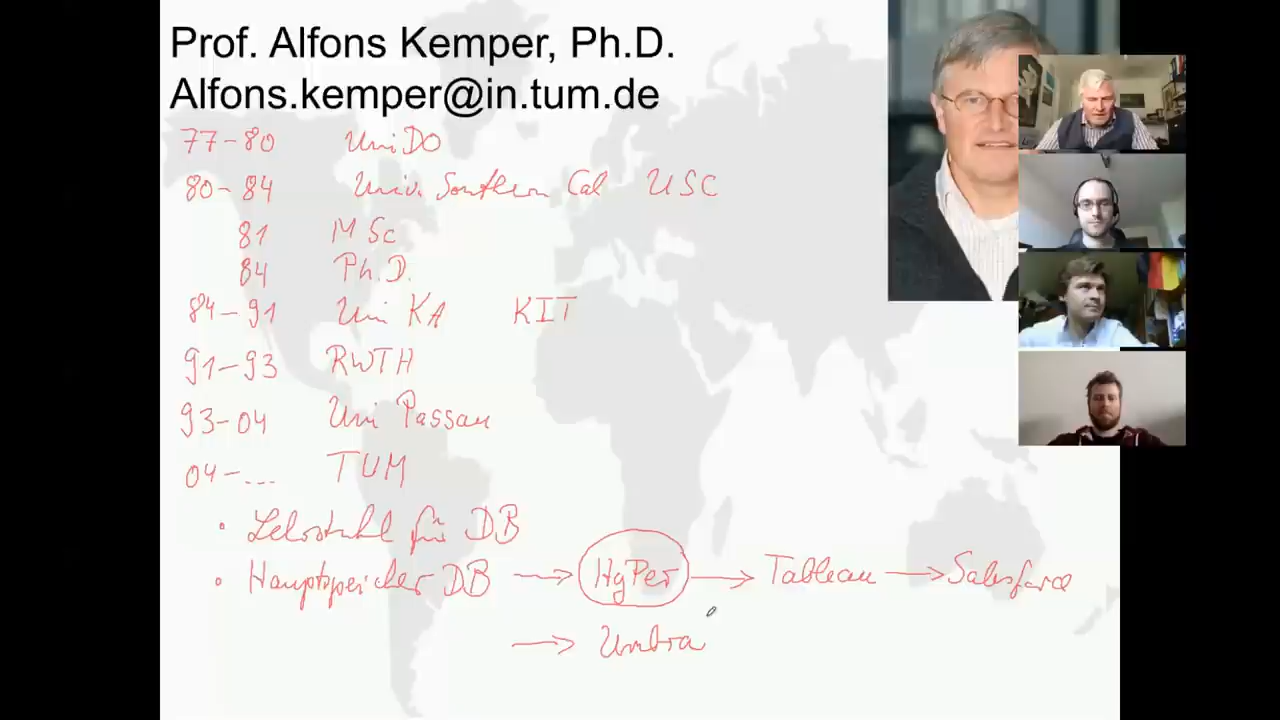 Prof. Alfons Kemper, Ph.D.
Alfons.kemper@in.tum.de
77-80 Uni DO
80-84 Univ. Southern Cal USC
81 MSc
84 Ph.D.
84-91 Uni KA KIT
91-93 RWTH
93-04 Uni Passau
04-... TUM
• Lehrstuhl für DB
• Hauptspeicher DB → HyPer → Tableau → Salesforce
→ Umbra